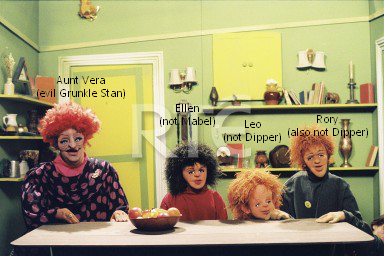 Aunt Vera
(evil Grunkle Stan)
Ellen
(not Mabel)
Leo
(not Dipper)
Rory
(also not Dipper)